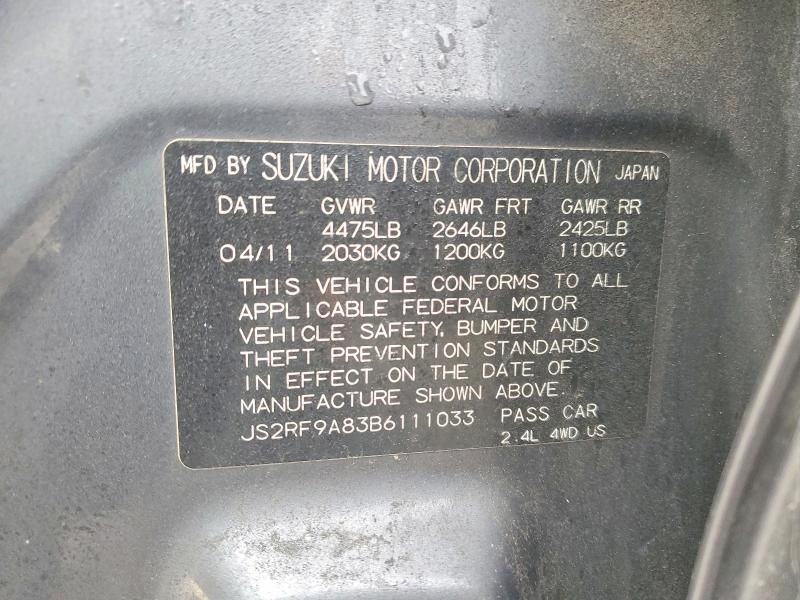 MFD BY SUZUKI MOTOR CORPORATION JAPAN
DATE GVWR GAWR FRT GAWR RR
4475LB 2646LB 2425LB
04/11 2030KG 1200KG 1100KG
THIS VEHICLE CONFORMS TO ALL
APPLICABLE FEDERAL MOTOR
VEHICLE SAFETY, BUMPER AND
THEFT PREVENTION STANDARDS
IN EFFECT ON THE DATE OF
MANUFACTURE SHOWN ABOVE.
JS2RF9A83B6111033 PASS CAR
2.4L 4WD US